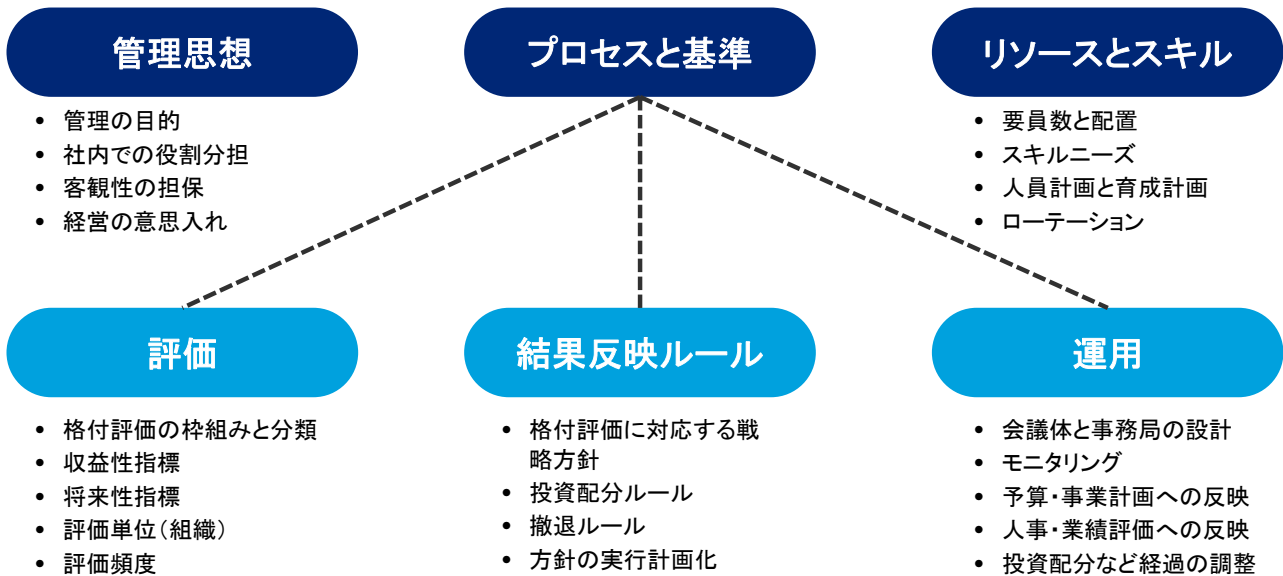 管理思想
• 管理の目的
• 社内での役割分担
• 客観性の担保
• 経営の意思入れ
プロセスと基準
リソースとスキル
• 要員数と配置
• スキルニーズ
• 人員計画と育成計画
• ローテーション
評価
• 格付評価の枠組みと分類
• 収益性指標
• 将来性指標
• 評価単位（組織）
• 評価頻度
結果反映ルール
• 格付評価に対応する戦
略方針
• 投資配分ルール
• 撤退ルール
• 方針の実行計画化
運用
• 会議体と事務局の設計
• モニタリング
• 予算・事業計画への反映
• 人事・業績評価への反映
• 投資配分など経過の調整